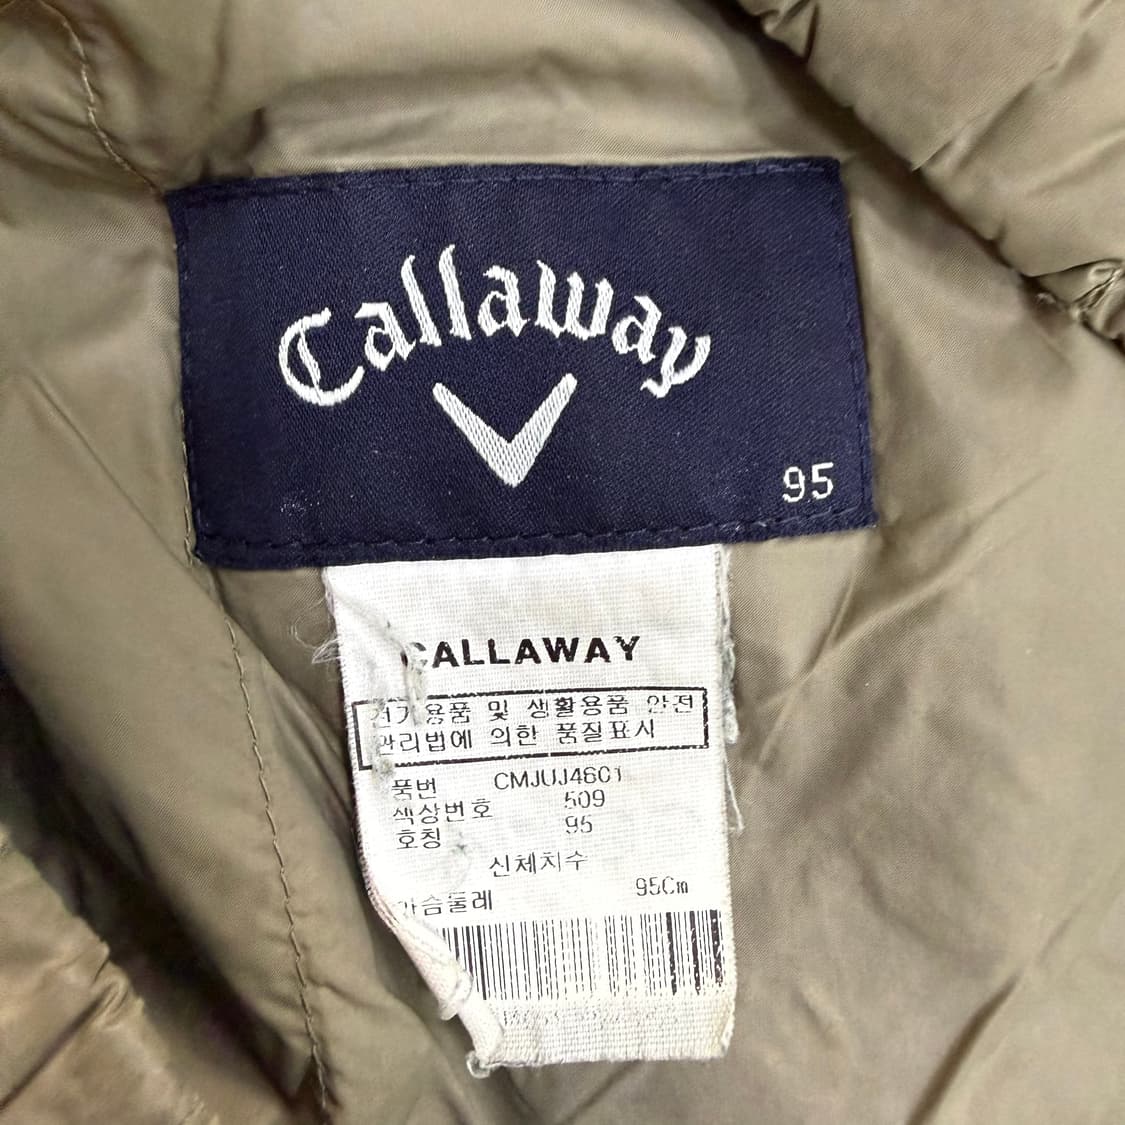 Callaway
95
CALLAWAY
전기용품 및 생활용품 안전
관리법에 의한 품질표시
품번 CMJUJ4601
색상번호 509
호칭 95
신체치수
가슴둘레 95Cm